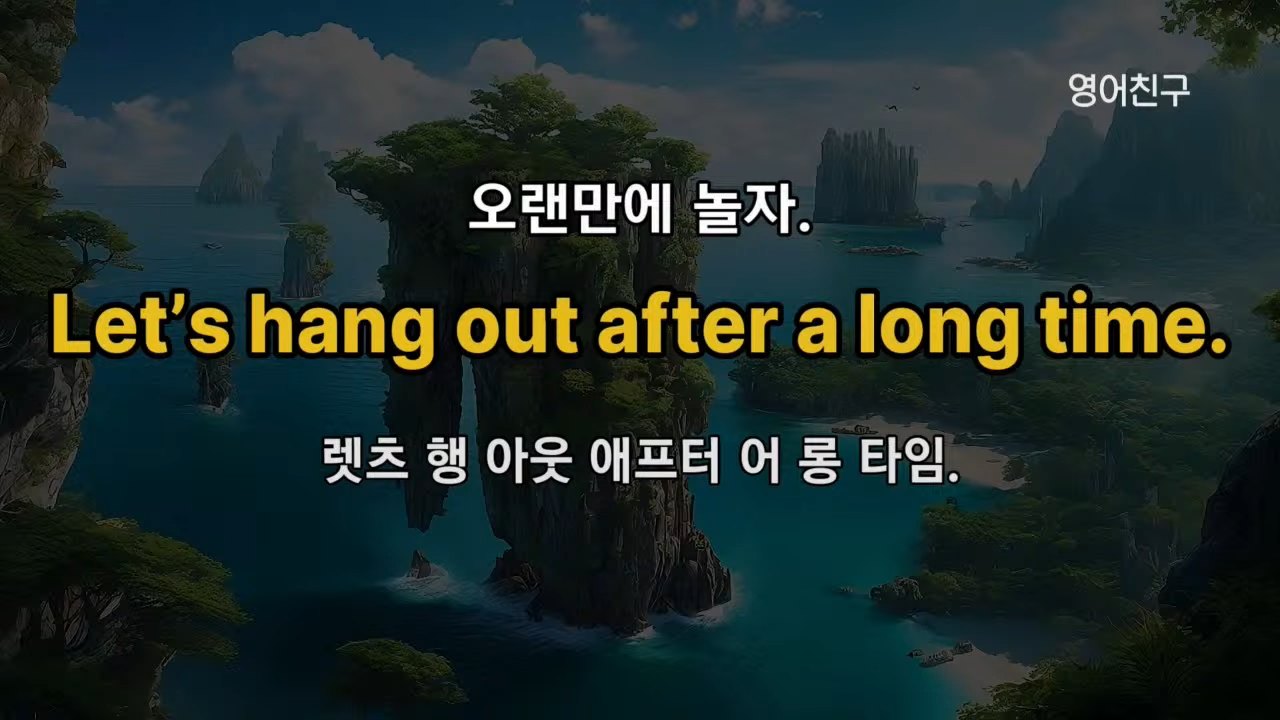 영어친구
오랜만에 놀자.
Let’s hang out after a long time.
렛츠 행 아웃 애프터 어 롱 타임.